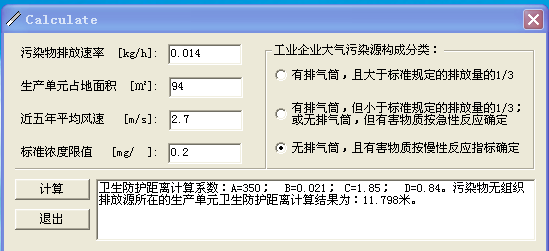 Calculate
污染物排放速率 [kg/h]: 0.014
生产单元占地面积 [㎡]: 94
近五年平均风速 [m/s]: 2.7
标准浓度限值 [mg/ ]: 0.2
工业企业大气污染源构成分类:
有排气筒,且大于标准规定的排放量的1/3
有排气筒,但小于标准规定的排放量的1/3;
或无排气筒,但有害物质按急性反应确定
无排气筒,且有害物质按慢性反应指标确定
计算
退出
卫生防护距离计算系数:A=350; B=0.021; C=1.85; D=0.84。污染物无组织
排放源所在的生产单元卫生防护距离计算结果为:11.798米。